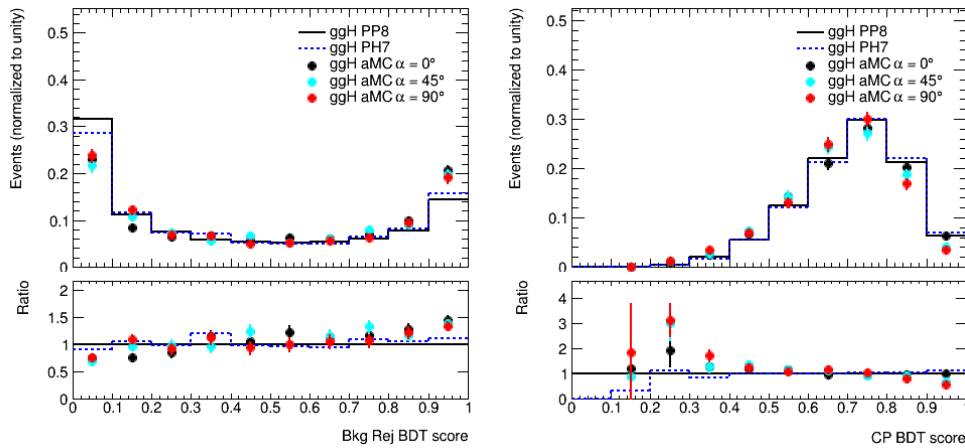 Events (normalized to unity)
0.5
0.4
0.3
0.2
0.1
0
ggH PP8
ggH PH7
ggH aMC α = 0°
ggH aMC α = 45°
ggH aMC α = 90°
Ratio
2
1.5
1
0.5
0
0 0.1 0.2 0.3 0.4 0.5 0.6 0.7 0.8 0.9 1
Bkg Rej BDT score
Events (normalized to unity)
0.5
0.4
0.3
0.2
0.1
0
ggH PP8
ggH PH7
ggH aMC α = 0°
ggH aMC α = 45°
ggH aMC α = 90°
Ratio
4
3
2
1
0
0 0.1 0.2 0.3 0.4 0.5 0.6 0.7 0.8 0.9 1
CP BDT score